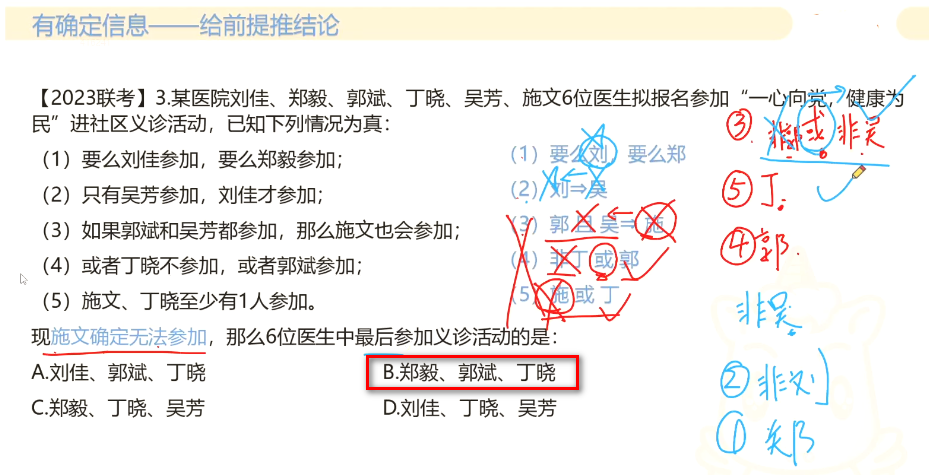 有确定信息——给前提推结论
【2023联考】3.某医院刘佳、郑毅、郭斌、丁晓、吴芳、施文6位医生拟报名参加“一心向党，健康为
民”进社区义诊活动，已知下列情况为真：
（1）要么刘佳参加，要么郑毅参加；
（2）只有吴芳参加，刘佳才参加；
（3）如果郭斌和吴芳都参加，那么施文也会参加；
（4）或者丁晓不参加，或者郭斌参加；
（5）施文、丁晓至少有1人参加。
现施文确定无法参加，那么6位医生中最后参加义诊活动的是：
A.刘佳、郭斌、丁晓
B.郑毅、郭斌、丁晓
C.郑毅、丁晓、吴芳
D.刘佳、丁晓、吴芳
（1）要么刘，要么郑
（2）刘⇒吴
（3）郭 且 吴⇒ 施
（4）非丁 或 郭
（5）施 或 丁
③ 非郭 或 非吴
⑤ 丁.
④ 郭.
非吴
② 非刘
① 郑